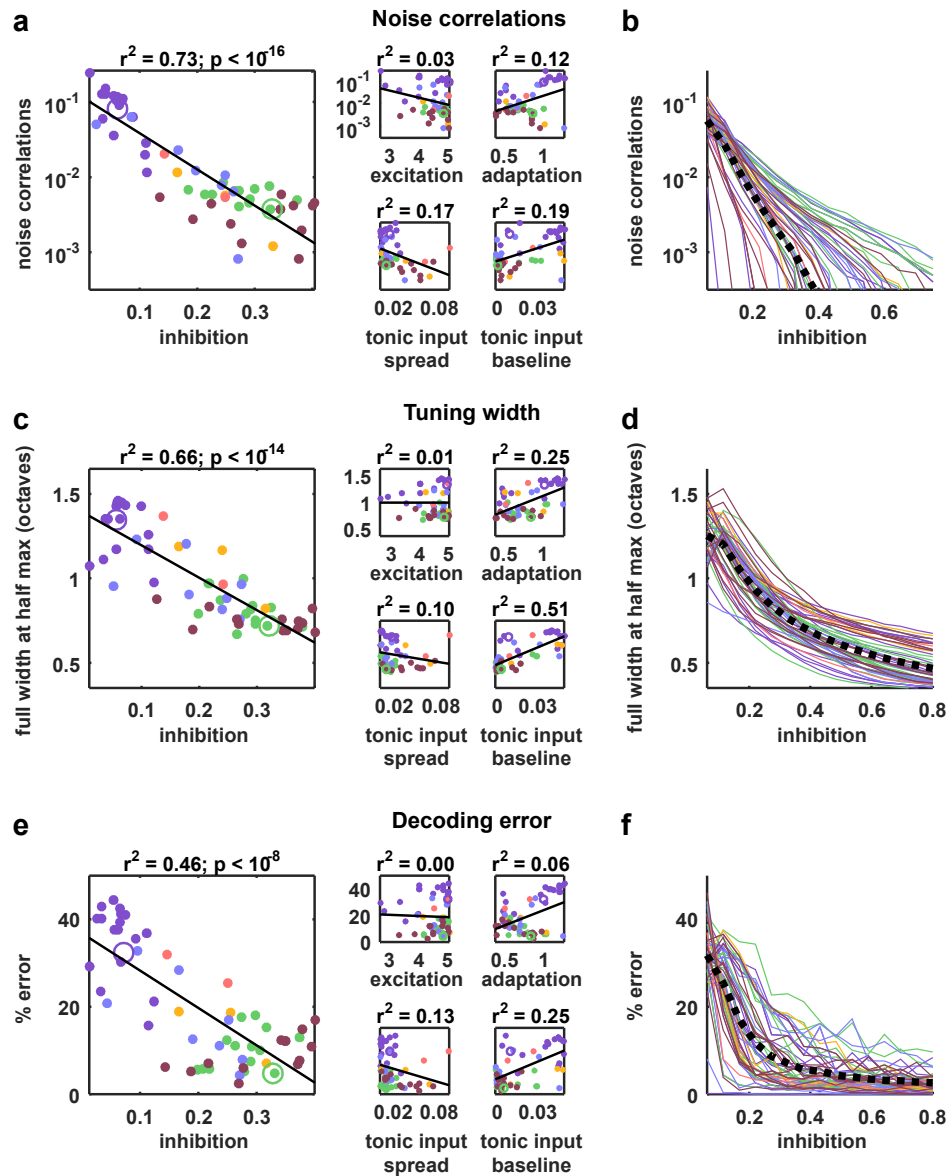 a
Noise correlations
b
r² = 0.73; p < 10⁻¹⁶
r² = 0.03
r² = 0.12
noise correlations
10⁻¹
10⁻²
10⁻³
0.1 0.2 0.3
inhibition
10⁻¹
10⁻²
10⁻³
3 4 5
excitation
0.5 1
adaptation
r² = 0.17
r² = 0.19
0.02 0.08
tonic input
spread
0 0.03
tonic input
baseline
noise correlations
10⁻¹
10⁻²
10⁻³
0.2 0.4 0.6
inhibition
c
Tuning width
d
r² = 0.66; p < 10⁻¹⁴
r² = 0.01
r² = 0.25
full width at half max (octaves)
1.5
1
0.5
0.1 0.2 0.3
inhibition
1.5
1
0.5
3 4 5
excitation
0.5 1
adaptation
r² = 0.10
r² = 0.51
0.02 0.08
tonic input
spread
0 0.03
tonic input
baseline
full width at half max (octaves)
1.5
1
0.5
0.2 0.4 0.6 0.8
inhibition
e
Decoding error
f
r² = 0.46; p < 10⁻⁸
r² = 0.00
r² = 0.06
% error
40
20
0
0.1 0.2 0.3
inhibition
40
20
0
3 4 5
excitation
0.5 1
adaptation
r² = 0.13
r² = 0.25
0.02 0.08
tonic input
spread
0 0.03
tonic input
baseline
% error
40
20
0
0.2 0.4 0.6 0.8
inhibition